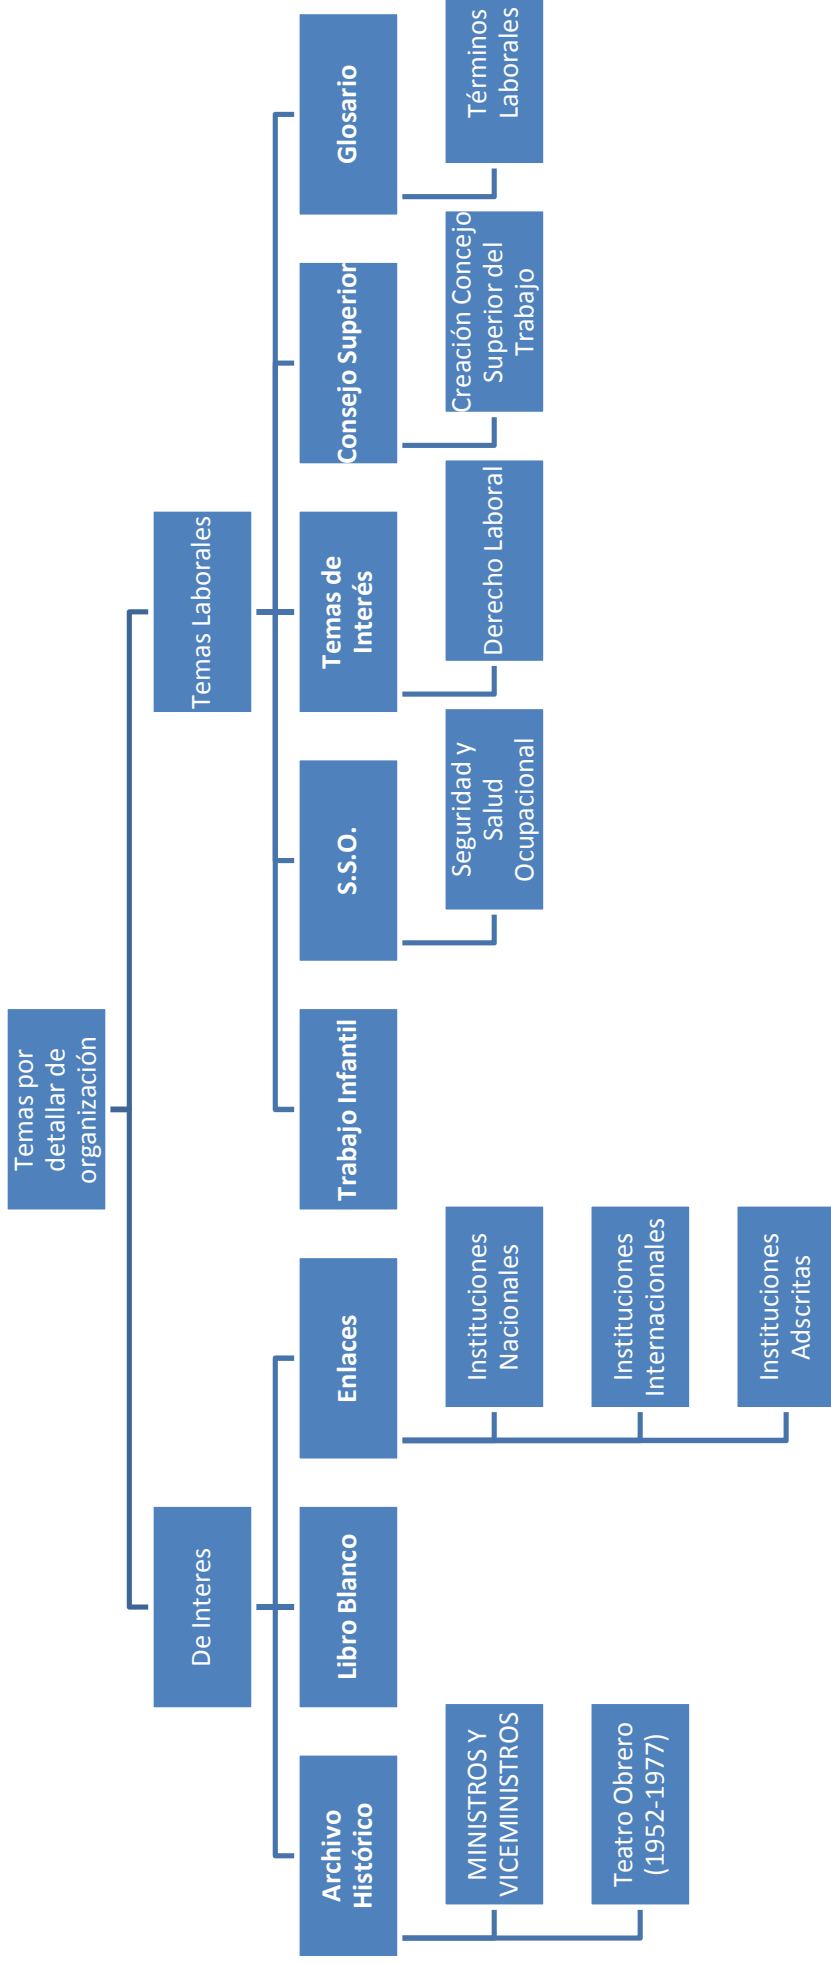 Temas por
detallar de
organización
De Interes
Archivo
Histórico
MINISTROS Y
VICEMINISTROS
Teatro Obrero
(1952-1977)
Libro Blanco
Enlaces
Instituciones
Nacionales
Instituciones
Internacionales
Instituciones
Adscritas
Temas Laborales
Trabajo Infantil
S.S.O.
Seguridad y
Salud
Ocupacional
Temas de
Interés
Derecho Laboral
Consejo Superior
Creación Concejo
Superior del
Trabajo
Glosario
Términos
Laborales